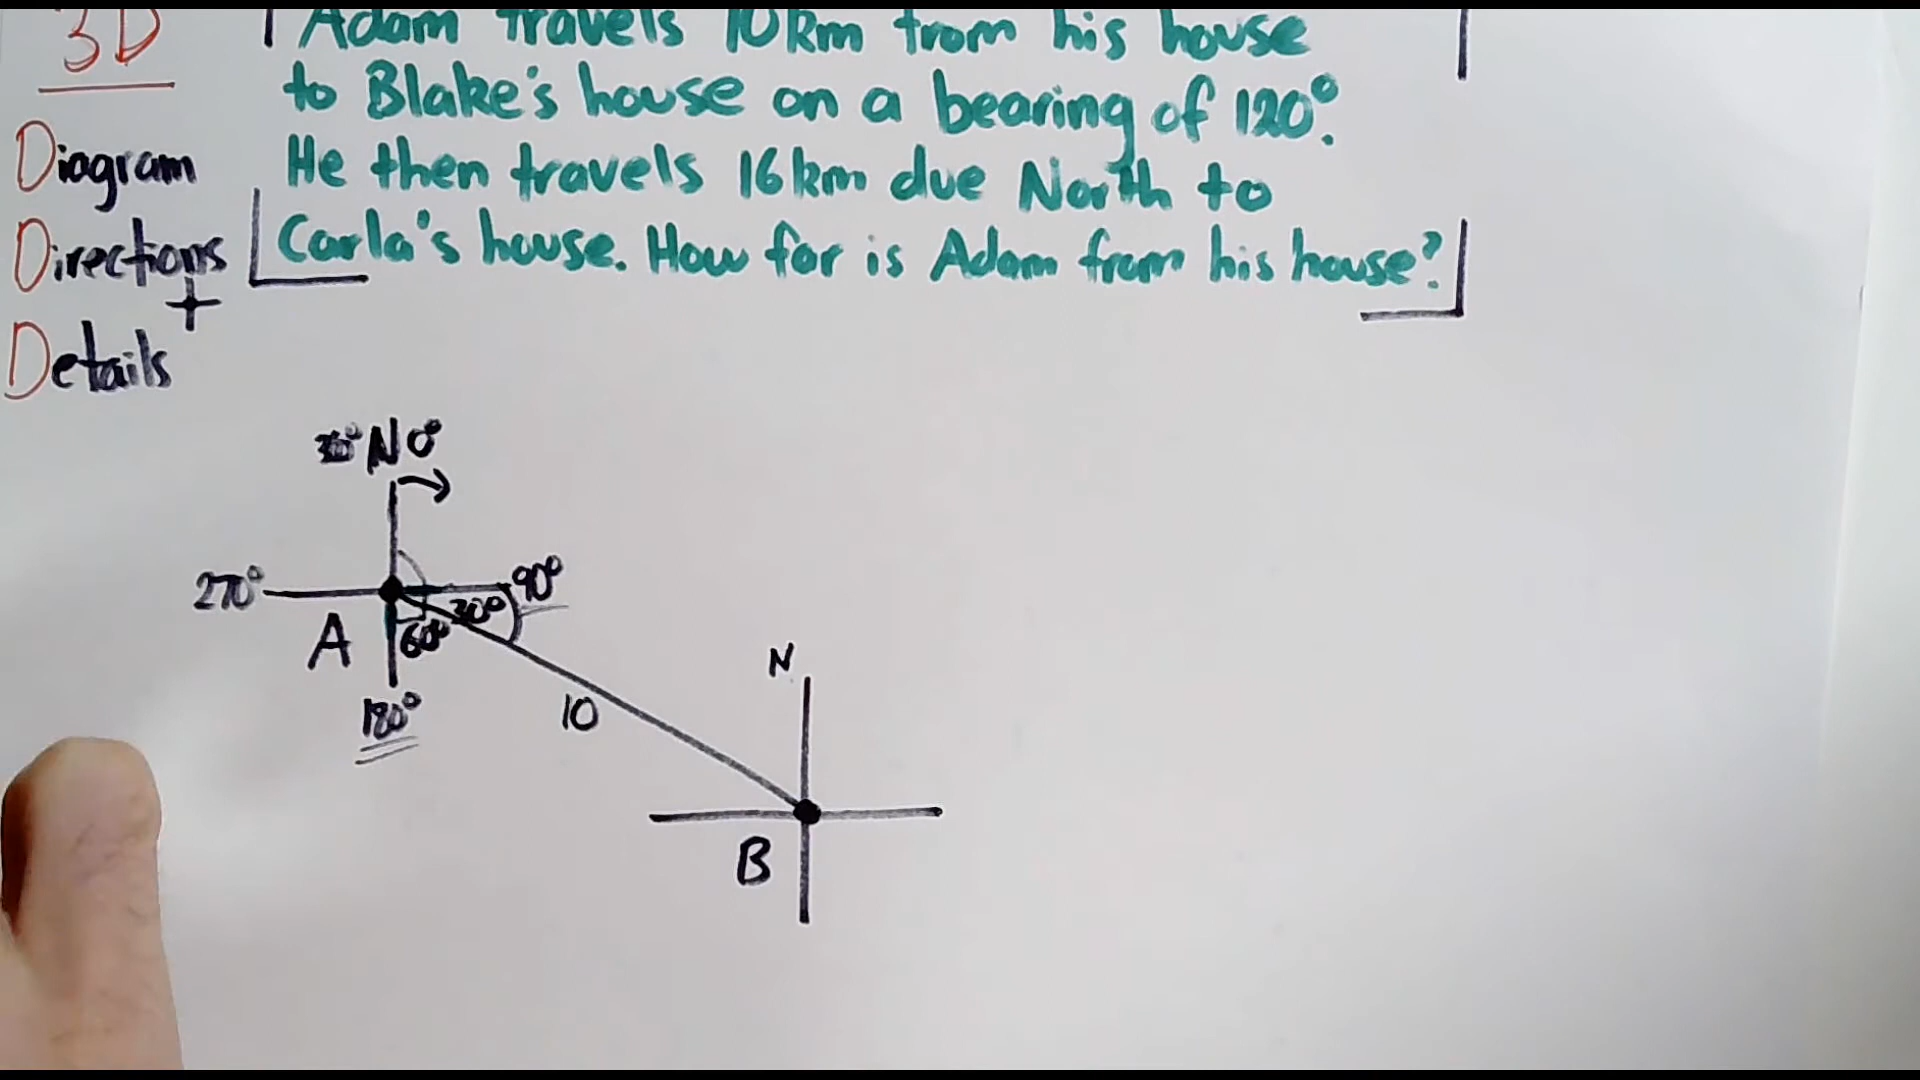 3D
Adam travels 10km from his house
to Blake's house on a bearing of 120°.
He then travels 16km due North to
Carla's house. How far is Adam from his house?
Diagram
Directions
+
Details
N 0°
270°
90°
30°
60°
A
180°
10
N
B